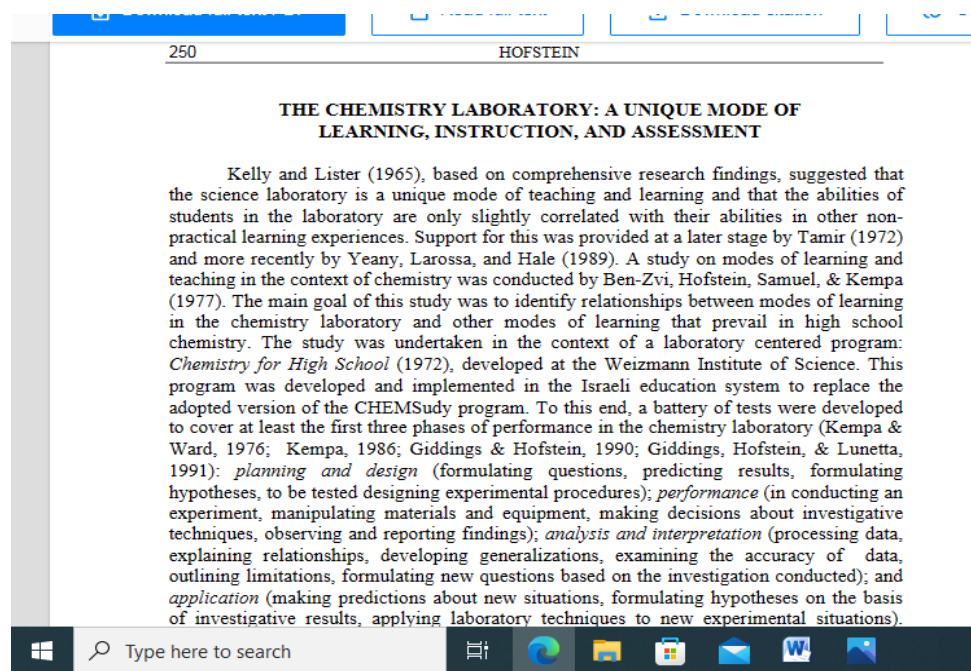 250 HOFSTEIN
THE CHEMISTRY LABORATORY: A UNIQUE MODE OF
LEARNING, INSTRUCTION, AND ASSESSMENT
Kelly and Lister (1965), based on comprehensive research findings, suggested that
the science laboratory is a unique mode of teaching and learning and that the abilities of
students in the laboratory are only slightly correlated with their abilities in other non-
practical learning experiences. Support for this was provided at a later stage by Tamir (1972)
and more recently by Yeany, Larossa, and Hale (1989). A study on modes of learning and
teaching in the context of chemistry was conducted by Ben-Zvi, Hofstein, Samuel, & Kempa
(1977). The main goal of this study was to identify relationships between modes of learning
in the chemistry laboratory and other modes of learning that prevail in high school
chemistry. The study was undertaken in the context of a laboratory centered program:
Chemistry for High School (1972), developed at the Weizmann Institute of Science. This
program was developed and implemented in the Israeli education system to replace the
adopted version of the CHEMSudy program. To this end, a battery of tests were developed
to cover at least the first three phases of performance in the chemistry laboratory (Kempa &
Ward, 1976; Kempa, 1986; Giddings & Hofstein, 1990; Giddings, Hofstein, & Lunetta,
1991): planning and design (formulating questions, predicting results, formulating
hypotheses, to be tested designing experimental procedures); performance (in conducting an
experiment, manipulating materials and equipment, making decisions about investigative
techniques, observing and reporting findings); analysis and interpretation (processing data,
explaining relationships, developing generalizations, examining the accuracy of data,
outlining limitations, formulating new questions based on the investigation conducted); and
application (making predictions about new situations, formulating hypotheses on the basis
of investigative results, applying laboratory techniques to new experimental situations).
Type here to search